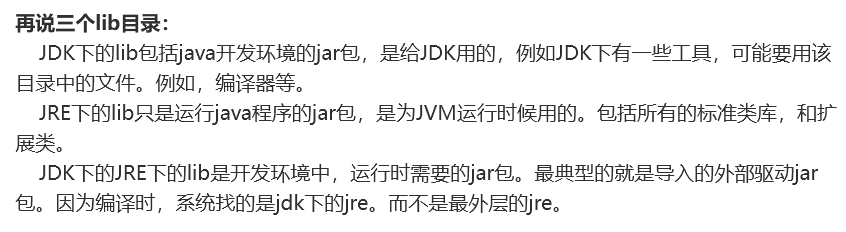 再说三个lib目录：
JDK下的lib包括java开发环境的jar包，是给JDK用的，例如JDK下有一些工具，可能要用该
目录中的文件。例如，编译器等。
JRE下的lib只是运行java程序的jar包，是为JVM运行时候用的。包括所有的标准类库，和扩
展类。
JDK下的JRE下的lib是开发环境中，运行时需要的jar包。最典型的就是导入的外部驱动jar
包。因为编译时，系统找的是jdk下的jre。而不是最外层的jre。